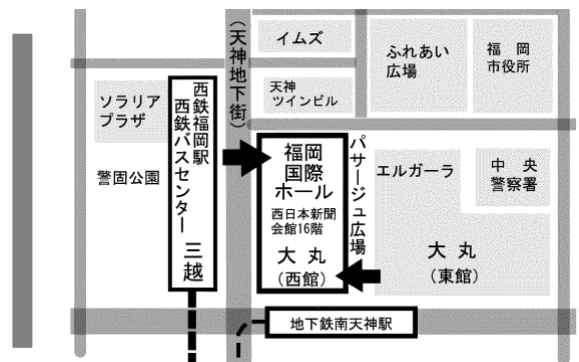 （天神地下街）
イムズ
ふれあい
広場
福　岡
市役所
ソラリア
プラザ
西鉄福岡駅
西鉄バスセンター
三越
天神
ツインビル
警固公園
福岡
国際
ホール
西日本新聞
会館16階
大丸
（西館）
パサージュ広場
エルガーラ
中　央
警察署
大丸
（東館）
地下鉄南天神駅